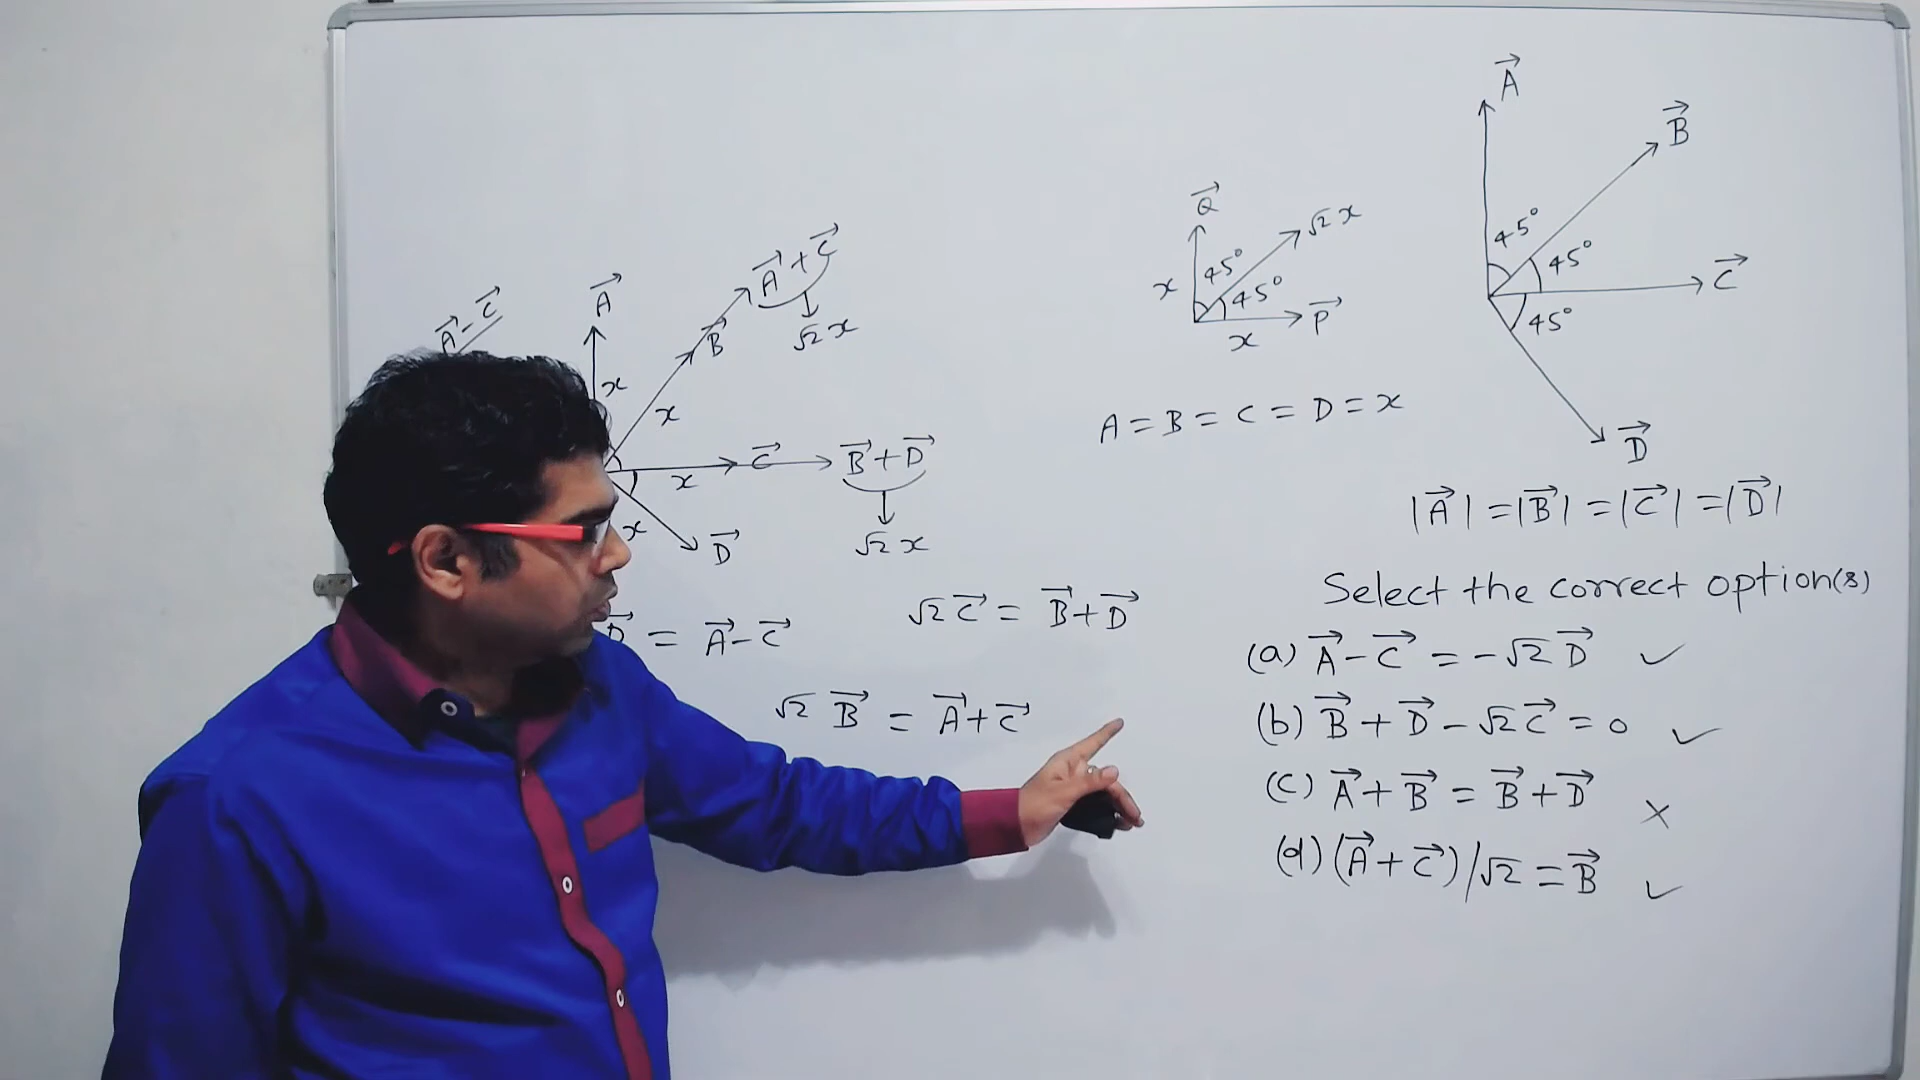 A⃗
B⃗
45°
45°
C⃗
45°
D⃗
|A⃗| = |B⃗| = |C⃗| = |D⃗|
Select the correct option(s)
(a) A⃗ - C⃗ = -√2 D⃗ ✓
(b) B⃗ + D⃗ - √2 C⃗ = 0 ✓
(c) A⃗ + B⃗ = B⃗ + D⃗ ×
(d) (A⃗ + C⃗)/√2 = B⃗ ✓
Q⃗
√2 x
45°
x
45°
P⃗
x
A = B = C = D = x
A⃗ - C⃗
A⃗
A⃗ + C⃗
√2 x
B⃗
x
x
C⃗
B⃗ + D⃗
x
√2 x
x
D⃗
√2 C⃗ = B⃗ + D⃗
D⃗ = A⃗ - C⃗
√2 B⃗ = A⃗ + C⃗